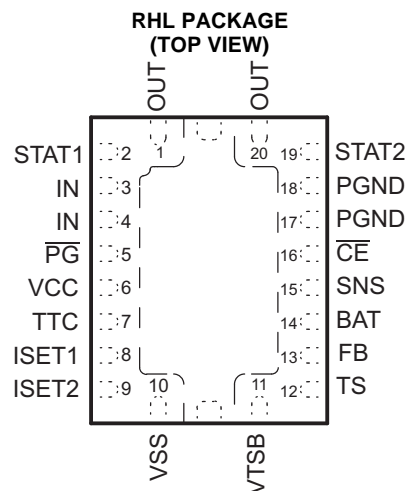 RHL PACKAGE
(TOP VIEW)
OUT OUT
1 20
STAT1 2 19 STAT2
IN 3 18 PGND
IN 4 17 PGND
PG 5 16 CE
VCC 6 15 SNS
TTC 7 14 BAT
ISET1 8 13 FB
ISET2 9 12 TS
10 11
VSS VTSB